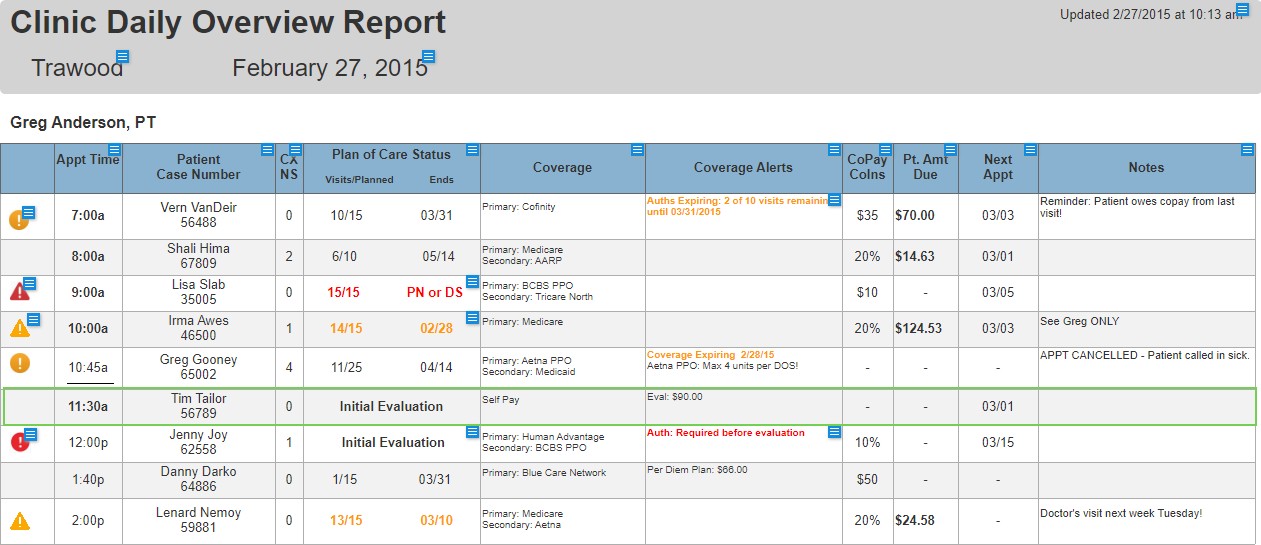 Clinic Daily Overview Report
Updated 2/27/2015 at 10:13 am
Trawood February 27, 2015
Greg Anderson, PT
Appt Time Patient Case Number CX NS Plan of Care Status Visits/Planned Ends Coverage Coverage Alerts CoPay CoIns Pt. Amt Due Next Appt Notes
7:00a Vern VanDeir 56488 0 10/15 03/31 Primary: Cofinity Auths Expiring: 2 of 10 visits remaining until 03/31/2015 $35 $70.00 03/03 Reminder: Patient owes copay from last visit!
8:00a Shali Hima 67809 2 6/10 05/14 Primary: Medicare Secondary: AARP 20% $14.63 03/01
9:00a Lisa Slab 35005 0 15/15 PN or DS Primary: BCBS PPO Secondary: Tricare North $10 - 03/05
10:00a Irma Awes 46500 1 14/15 02/28 Primary: Medicare 20% $124.53 03/03 See Greg ONLY
10:45a Greg Gooney 65002 4 11/25 04/14 Primary: Aetna PPO Secondary: Medicaid Coverage Expiring 2/28/15 Aetna PPO: Max 4 units per DOS! - - - APPT CANCELLED - Patient called in sick.
11:30a Tim Tailor 56789 0 Initial Evaluation Self Pay Eval: $90.00 - - 03/01
12:00p Jenny Joy 62558 1 Initial Evaluation Primary: Human Advantage Secondary: BCBS PPO Auth: Required before evaluation 10% - 03/15
1:40p Danny Darko 64886 0 1/15 03/31 Primary: Blue Care Network Per Diem Plan: $66.00 $50 - -
2:00p Lenard Nemoy 59881 0 13/15 03/10 Primary: Medicare Secondary: Aetna 20% $24.58 - Doctor's visit next week Tuesday!